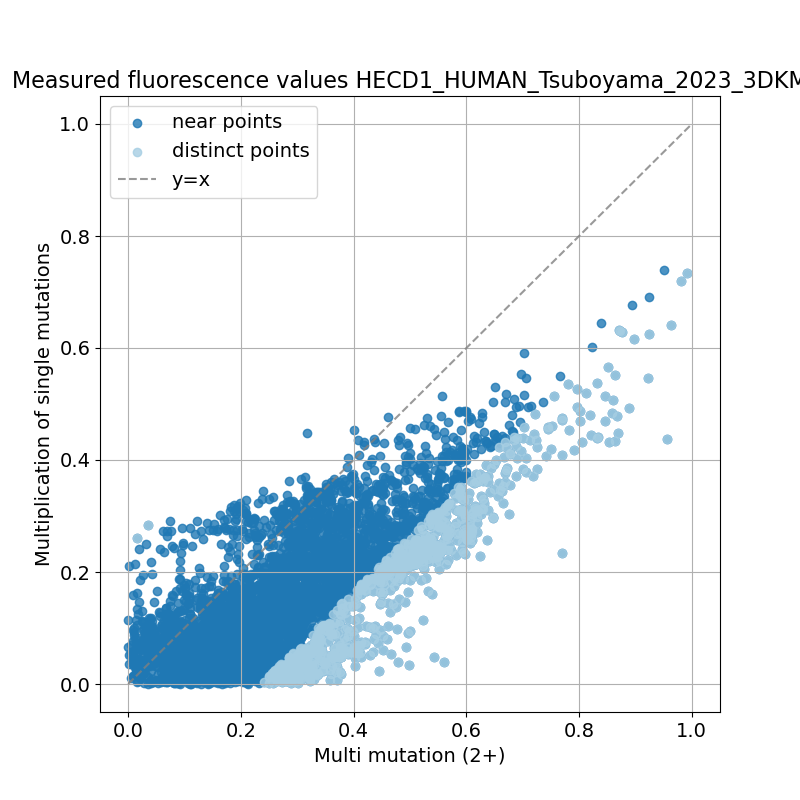 Measured fluorescence values HECD1_HUMAN_Tsuboyama_2023_3DKM
near points
distinct points
y=x
1.0
0.8
0.6
0.4
0.2
0.0
Multiplication of single mutations
0.0 0.2 0.4 0.6 0.8 1.0
Multi mutation (2+)